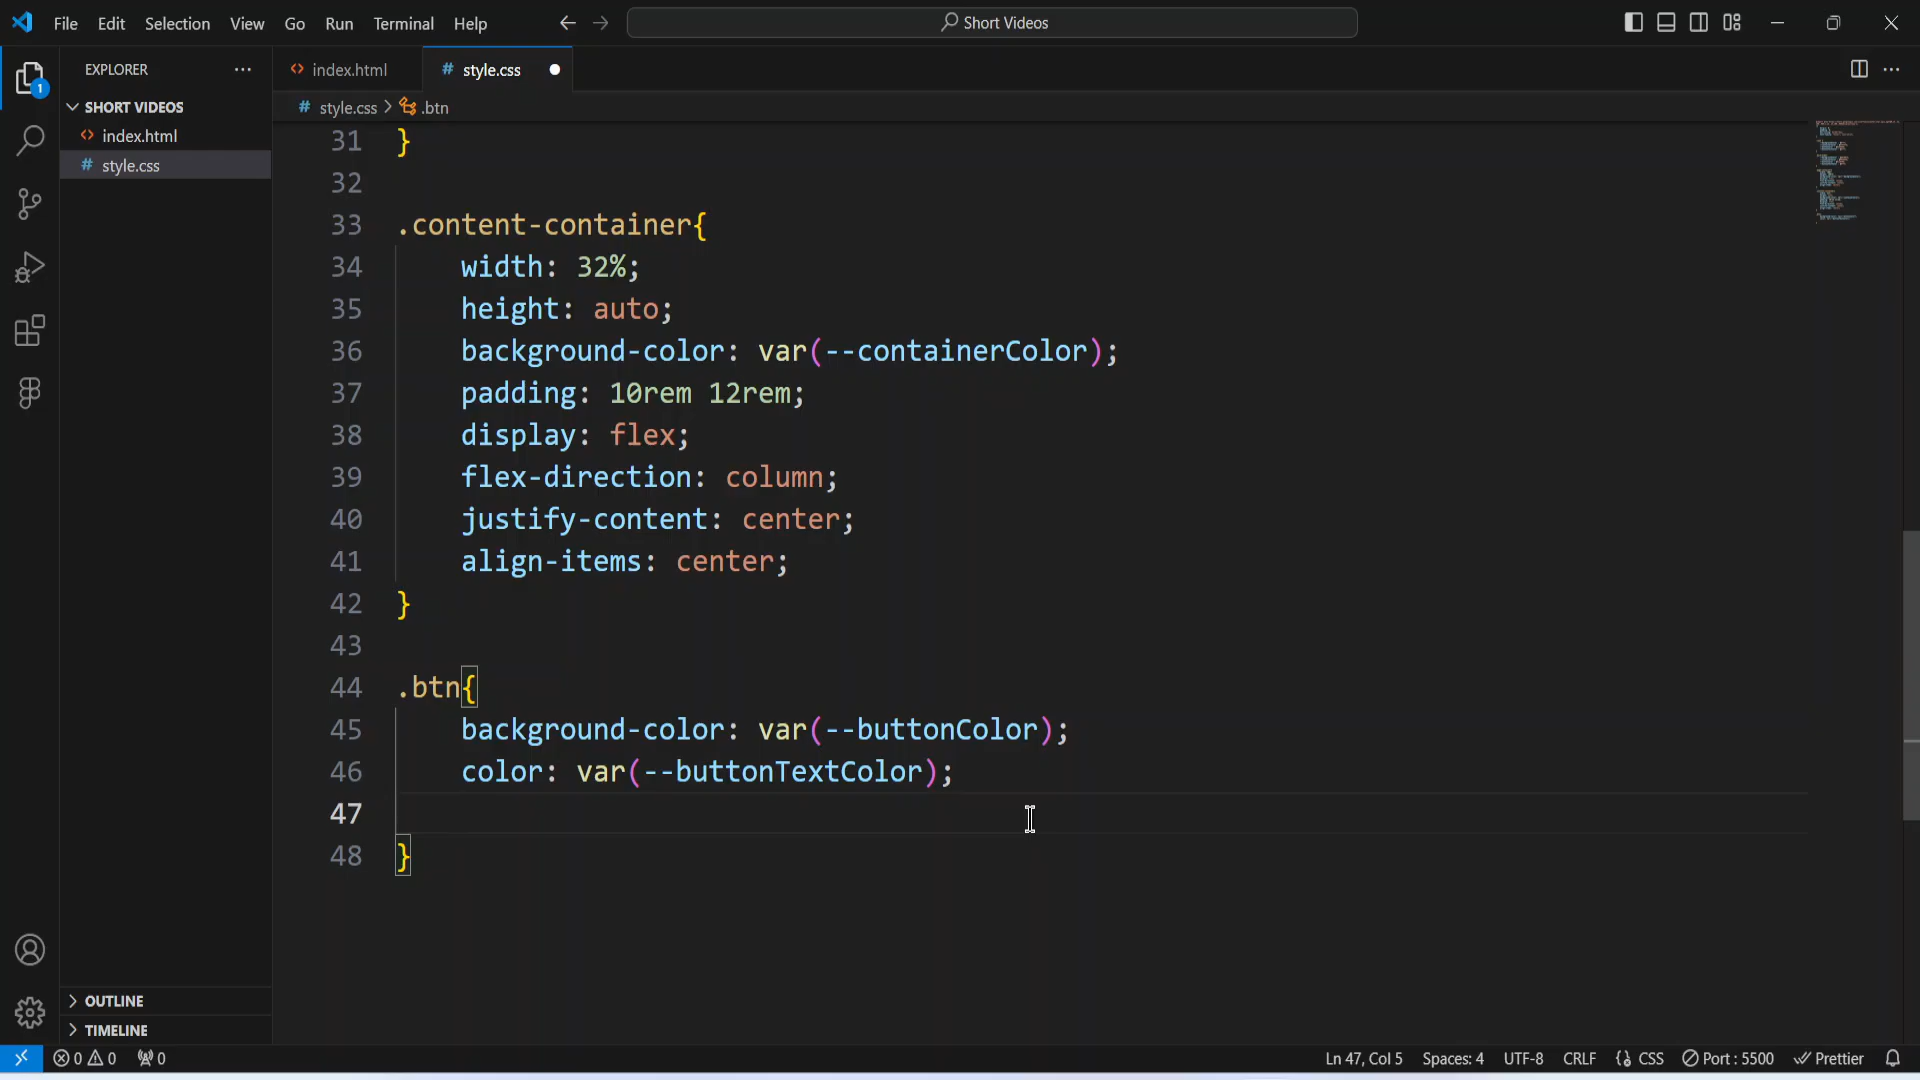 File Edit Selection View Go Run Terminal Help
Short Videos
EXPLORER
index.html
# style.css
SHORT VIDEOS
# style.css > .btn
index.html
# style.css
1
31 }
32
33 .content-container{
34 width: 32%;
35 height: auto;
36 background-color: var(--containerColor);
37 padding: 10rem 12rem;
38 display: flex;
39 flex-direction: column;
40 justify-content: center;
41 align-items: center;
42 }
43
44 .btn{
45 background-color: var(--buttonColor);
46 color: var(--buttonTextColor);
47
48 }
OUTLINE
TIMELINE
0 0 0 Ln 47, Col 5 Spaces: 4 UTF-8 CRLF CSS Port : 5500 Prettier